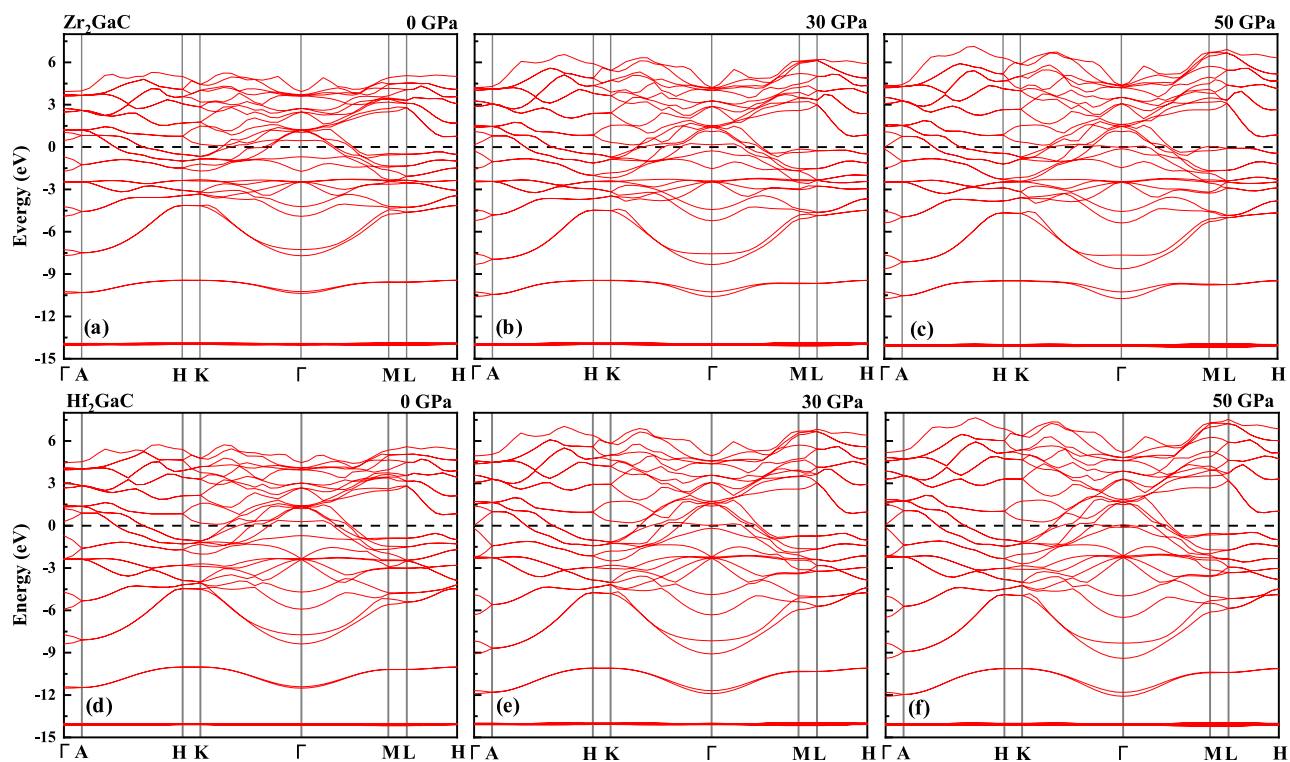 Zr₂GaC 0 GPa 30 GPa 50 GPa
6
3
0
-3
-6
-9
-12
-15
Evergy (eV)
(a) (b) (c)
Γ A H K Γ M L H Γ A H K Γ M L H Γ A H K Γ M L H
Hf₂GaC 0 GPa 30 GPa 50 GPa
6
3
0
-3
-6
-9
-12
-15
Energy (eV)
(d) (e) (f)
Γ A H K Γ M L H Γ A H K Γ M L H Γ A H K Γ M L H